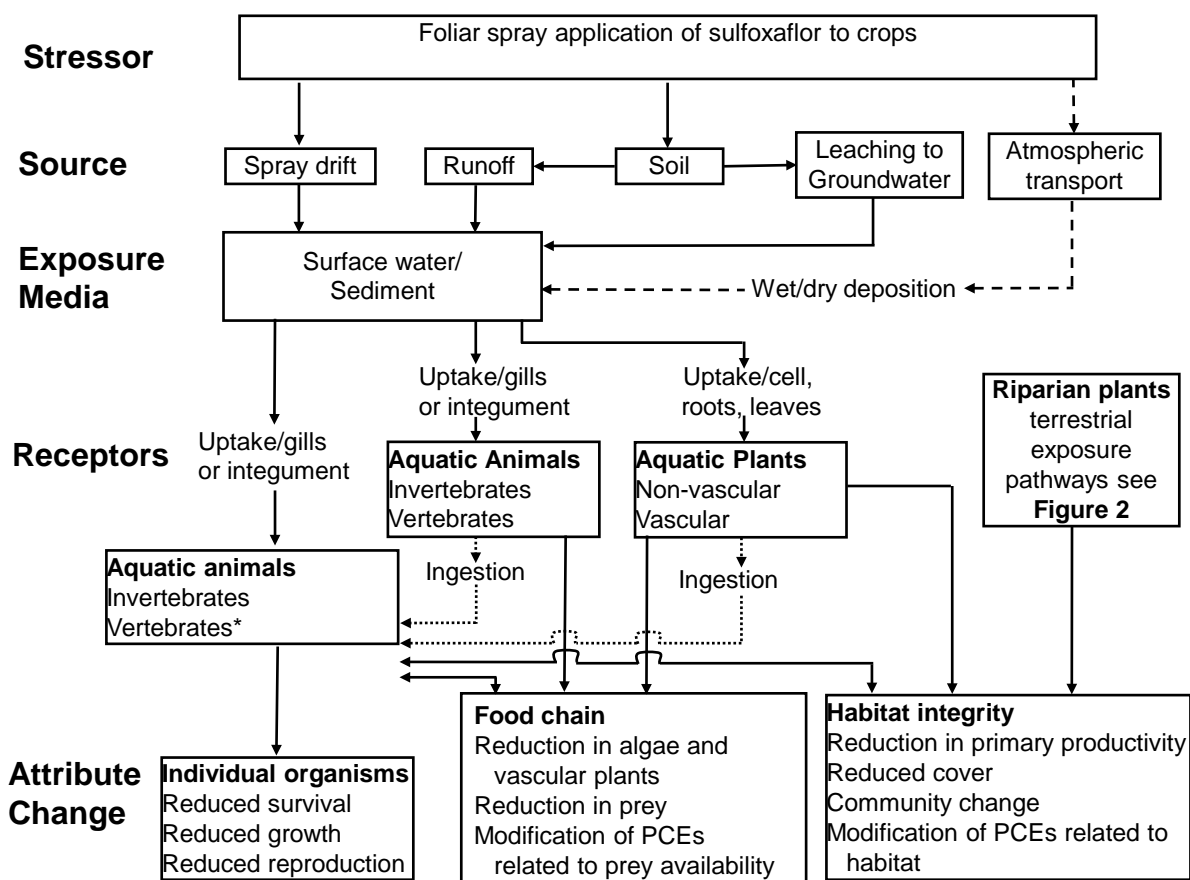 Stressor
Foliar spray application of sulfoxaflor to crops
Source
Spray drift
Runoff
Soil
Leaching to
Groundwater
Atmospheric
transport
Exposure
Media
Surface water/
Sediment
Wet/dry deposition
Uptake/gills
or integument
Uptake/cell,
roots, leaves
Riparian plants
terrestrial
exposure
pathways see
Figure 2
Receptors
Uptake/gills
or integument
Aquatic Animals
Invertebrates
Vertebrates
Aquatic Plants
Non-vascular
Vascular
Ingestion
Ingestion
Aquatic animals
Invertebrates
Vertebrates*
Attribute
Change
Individual organisms
Reduced survival
Reduced growth
Reduced reproduction
Food chain
Reduction in algae and
vascular plants
Reduction in prey
Modification of PCEs
related to prey availability
Habitat integrity
Reduction in primary productivity
Reduced cover
Community change
Modification of PCEs related to
habitat